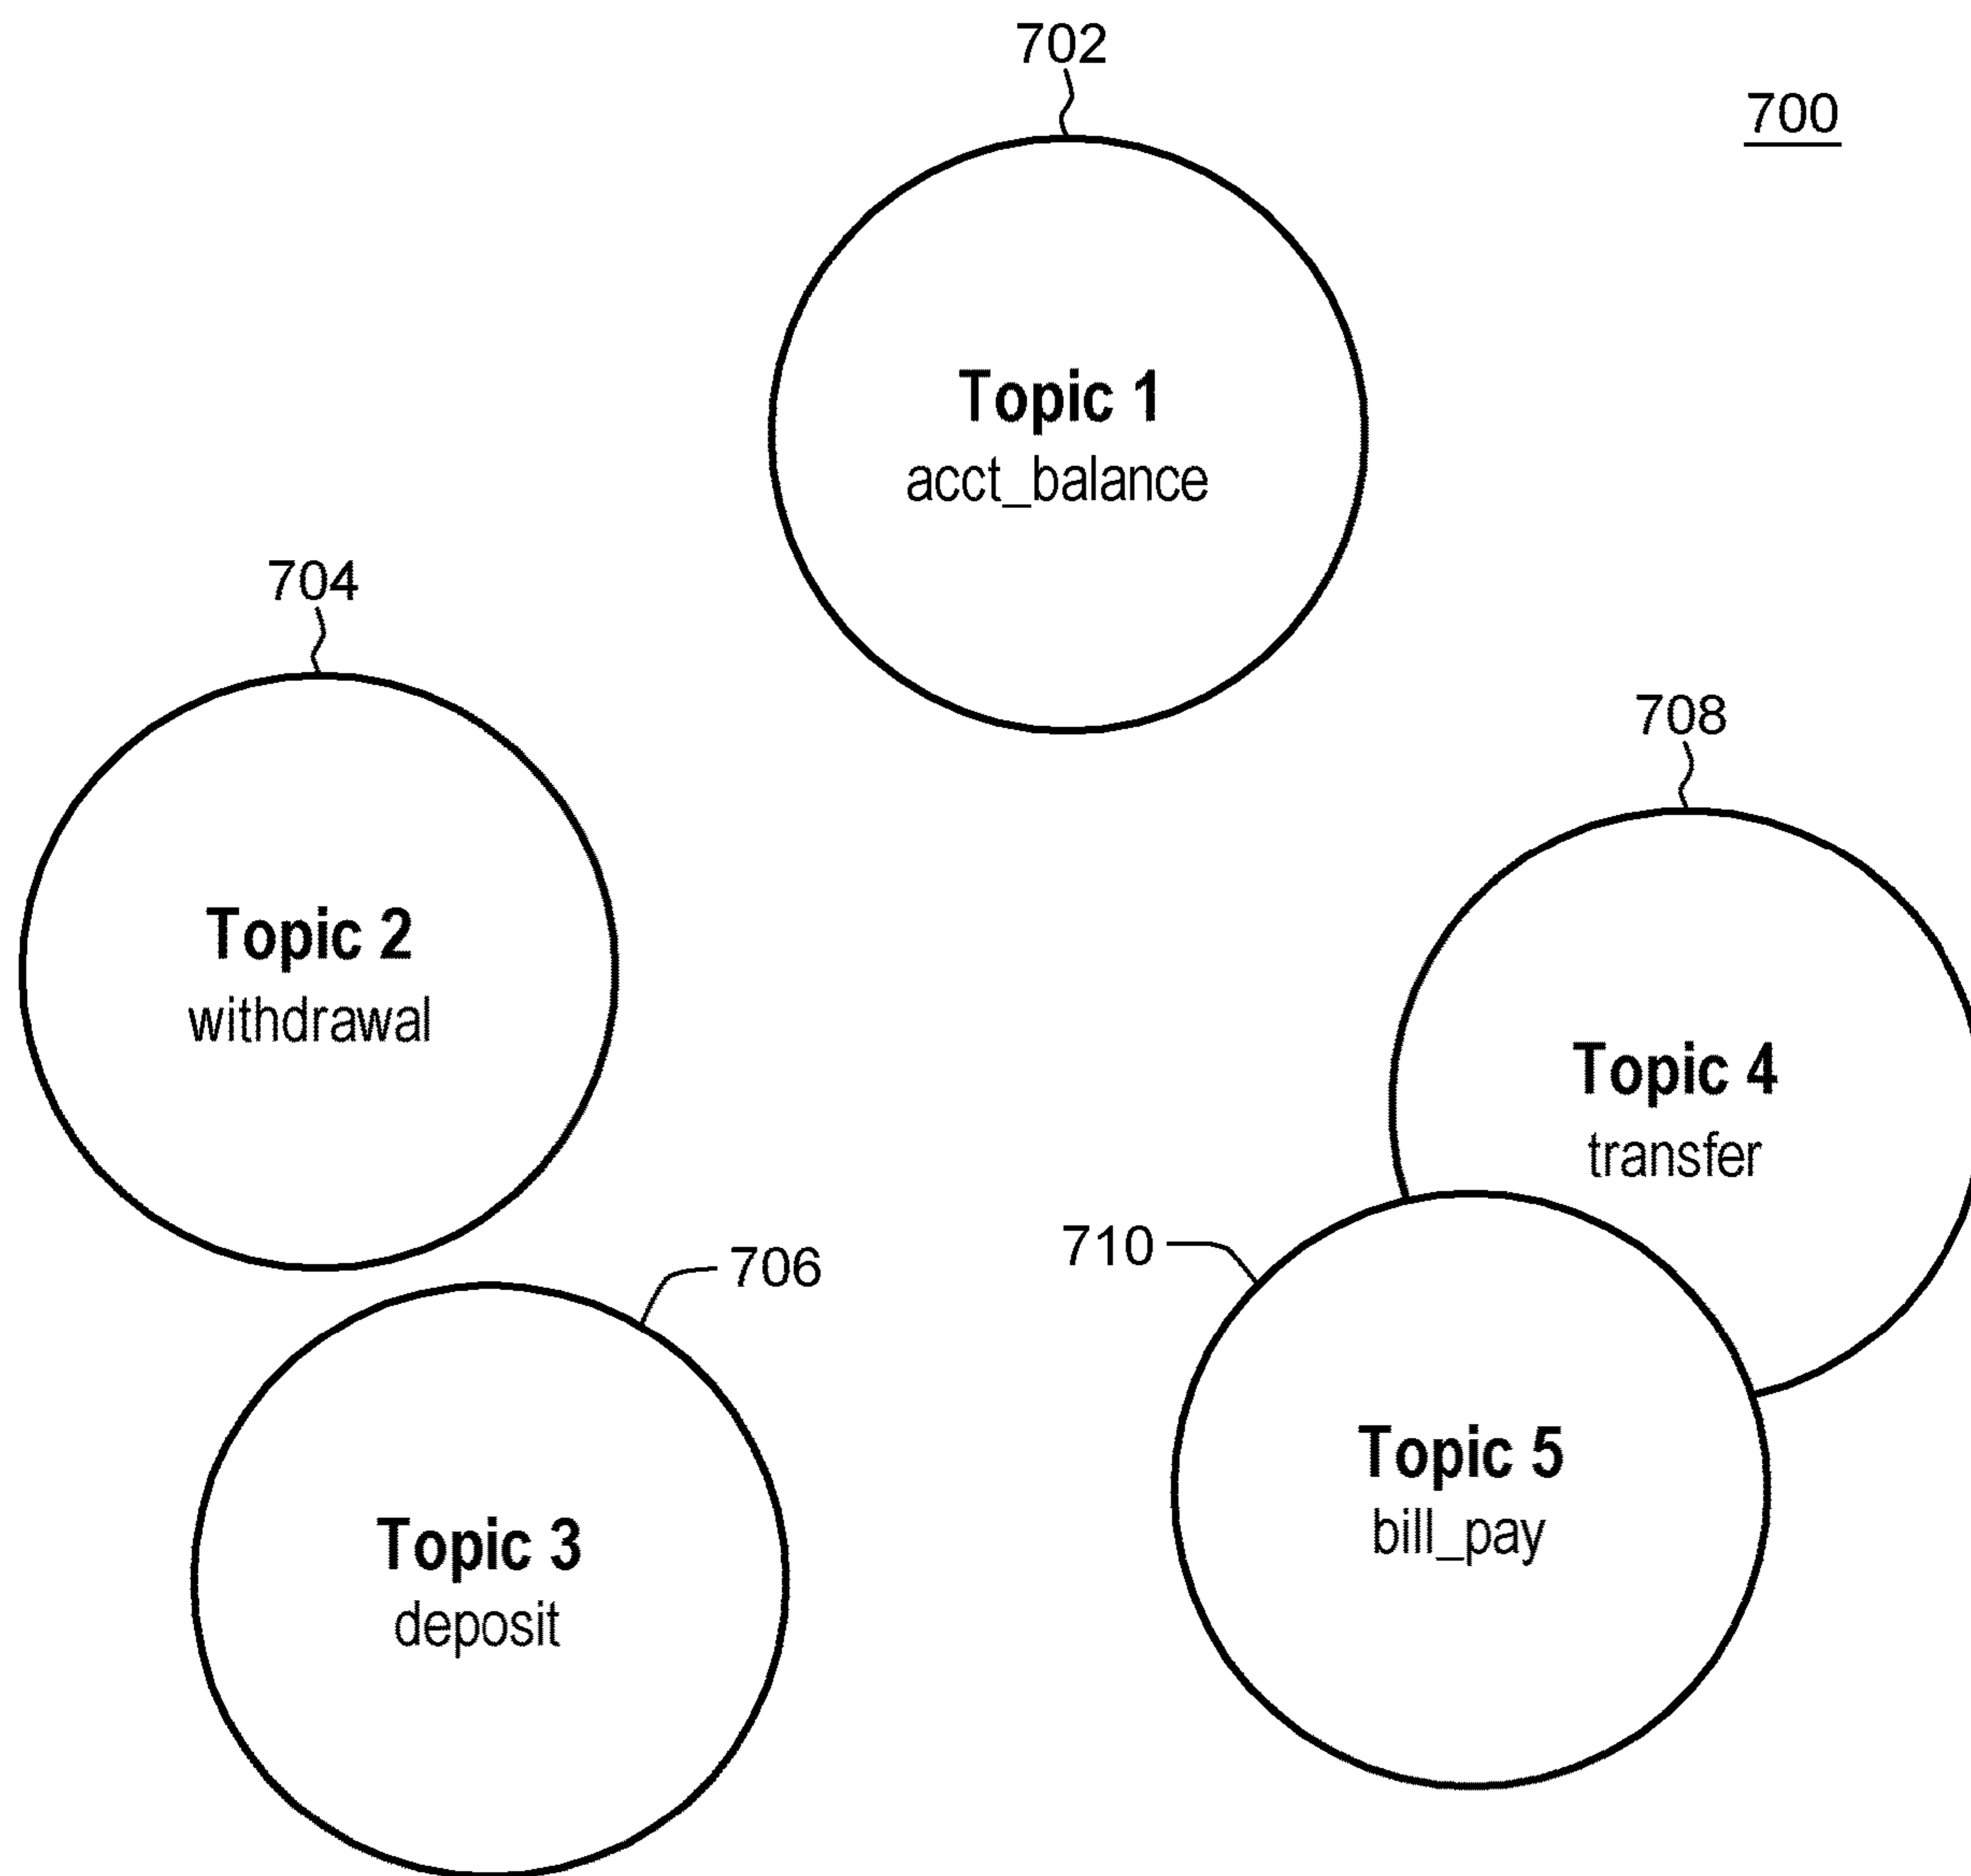 702
700
Topic 1
acct_balance
704
Topic 2
withdrawal
708
Topic 4
transfer
706
710
Topic 3
deposit
Topic 5
bill_pay